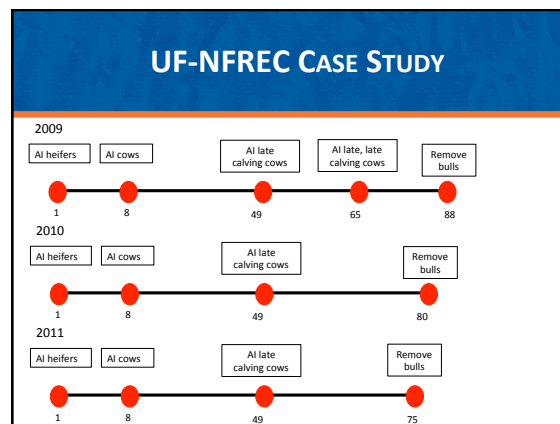 UF-NFREC CASE STUDY
2009
AI heifers
AI cows
AI late
calving cows
AI late, late
calving cows
Remove
bulls
1
8
49
65
88
2010
AI heifers
AI cows
AI late
calving cows
Remove
bulls
1
8
49
80
2011
AI heifers
AI cows
AI late
calving cows
Remove
bulls
1
8
49
75